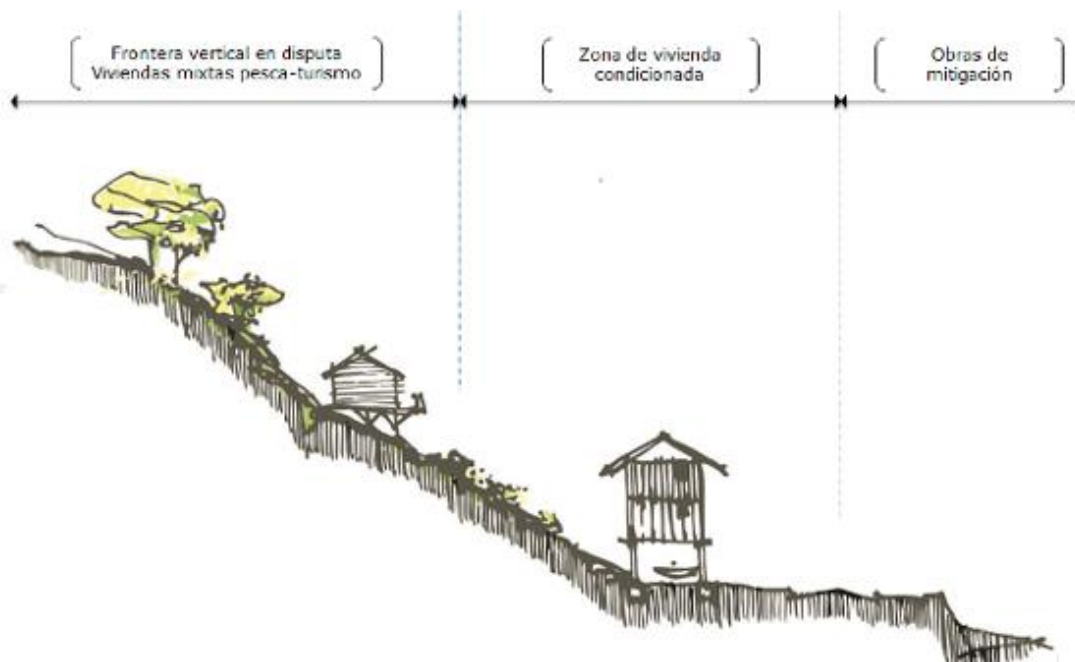 Frontera vertical en disputa
Viviendas mixtas pesca-turismo
Zona de vivienda
condicionada
Obras de
mitigación